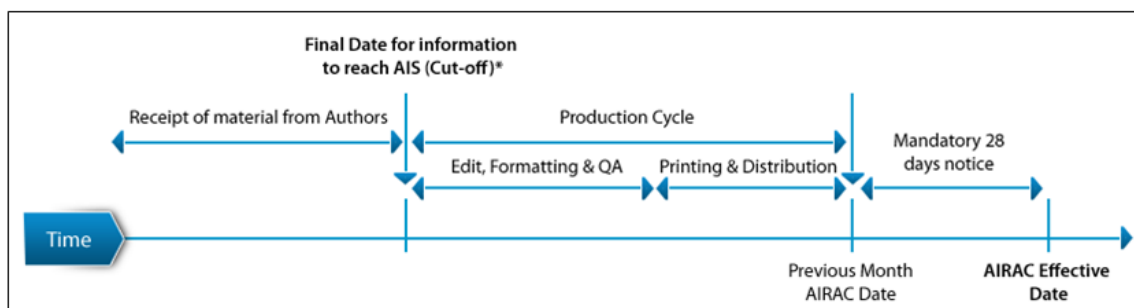 Final Date for information
to reach AIS (Cut-off)*
Receipt of material from Authors
Production Cycle
Mandatory 28
days notice
Edit, Formatting & QA
Printing & Distribution
Time
Previous Month
AIRAC Date
AIRAC Effective
Date